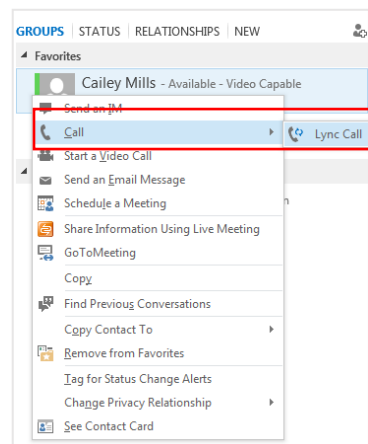 GROUPS STATUS RELATIONSHIPS NEW
Favorites
Cailey Mills - Available - Video Capable
Send an IM
Call
Lync Call
Start a Video Call
Send an Email Message
Schedule a Meeting
Share Information Using Live Meeting
GoToMeeting
Copy
Find Previous Conversations
Copy Contact To
Remove from Favorites
Tag for Status Change Alerts
Change Privacy Relationship
See Contact Card